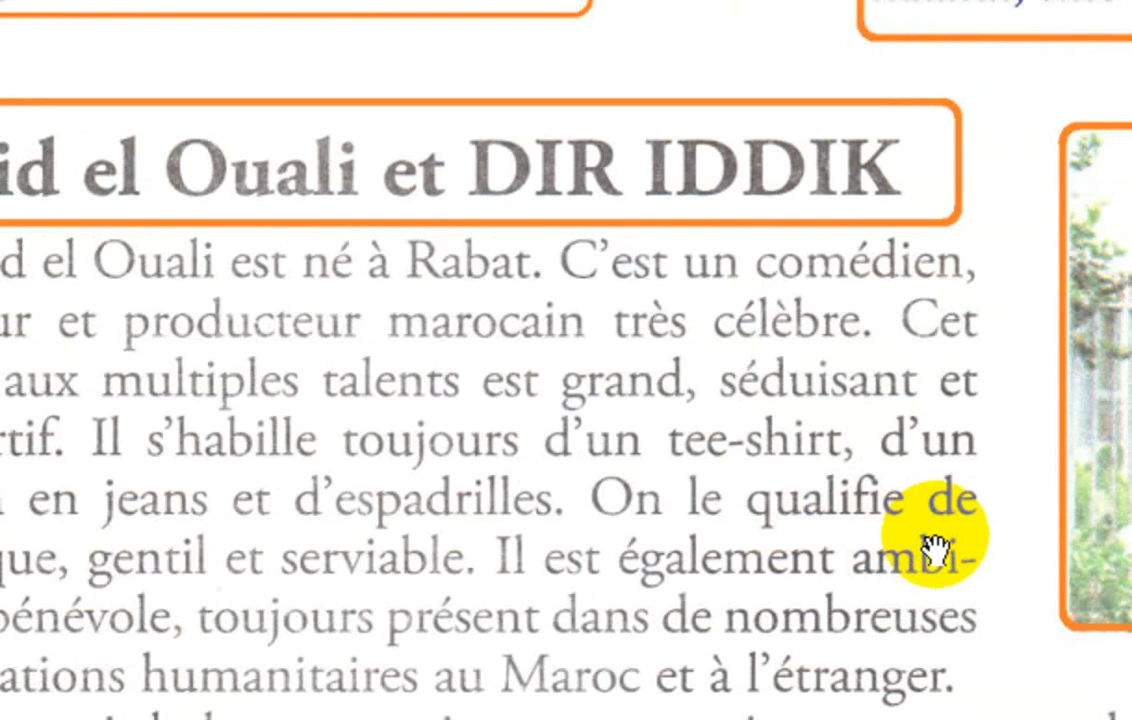 id el Ouali et DIR IDDIK
d el Ouali est né à Rabat. C'est un comédien,
ur et producteur marocain très célèbre. Cet
aux multiples talents est grand, séduisant et
rtif. Il s'habille toujours d'un tee-shirt, d'un
en jeans et d'espadrilles. On le qualifie de
que, gentil et serviable. Il est également ambi-
bénévole, toujours présent dans de nombreuses
ations humanitaires au Maroc et à l'étranger.